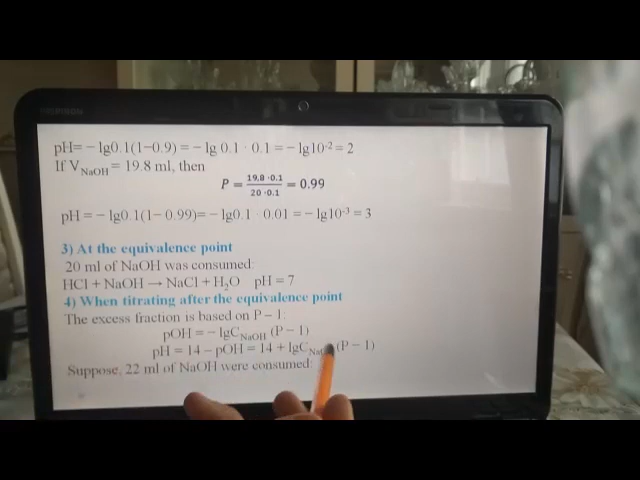 pH= − lg0.1(1−0.9) = − lg 0.1 · 0.1 = − lg10⁻² = 2
If V_NaOH = 19.8 ml, then
P = 19,8 ·0.1 / 20 ·0.1 = 0.99
pH = − lg0.1(1− 0.99)= − lg0.1 · 0.01 = − lg10⁻³ = 3
3) At the equivalence point
20 ml of NaOH was consumed:
HCl + NaOH → NaCl + H₂O pH = 7
4) When titrating after the equivalence point
The excess fraction is based on P − 1:
pOH = − lgC_NaOH (P − 1)
pH = 14 − pOH = 14 + lgC (P − 1)
Suppose, 22 ml of NaOH were consumed: